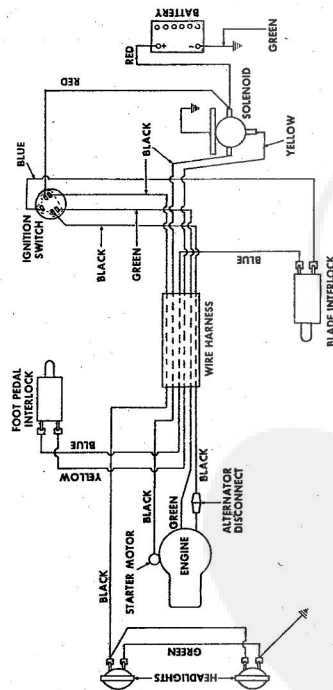 FOOT PEDAL
INTERLOCK
IGNITION
SWITCH
BLUE
RED
BATTERY
+
-
RED
GREEN
BLACK
BLUE
YELLOW
BLACK
BLACK
GREEN
SOLENOID
YELLOW
STARTER MOTOR
BLACK
GREEN
ENGINE
BLACK
WIRE HARNESS
BLUE
ALTERNATOR
DISCONNECT
HEADLIGHTS
GREEN
BLADE INTERLOCK